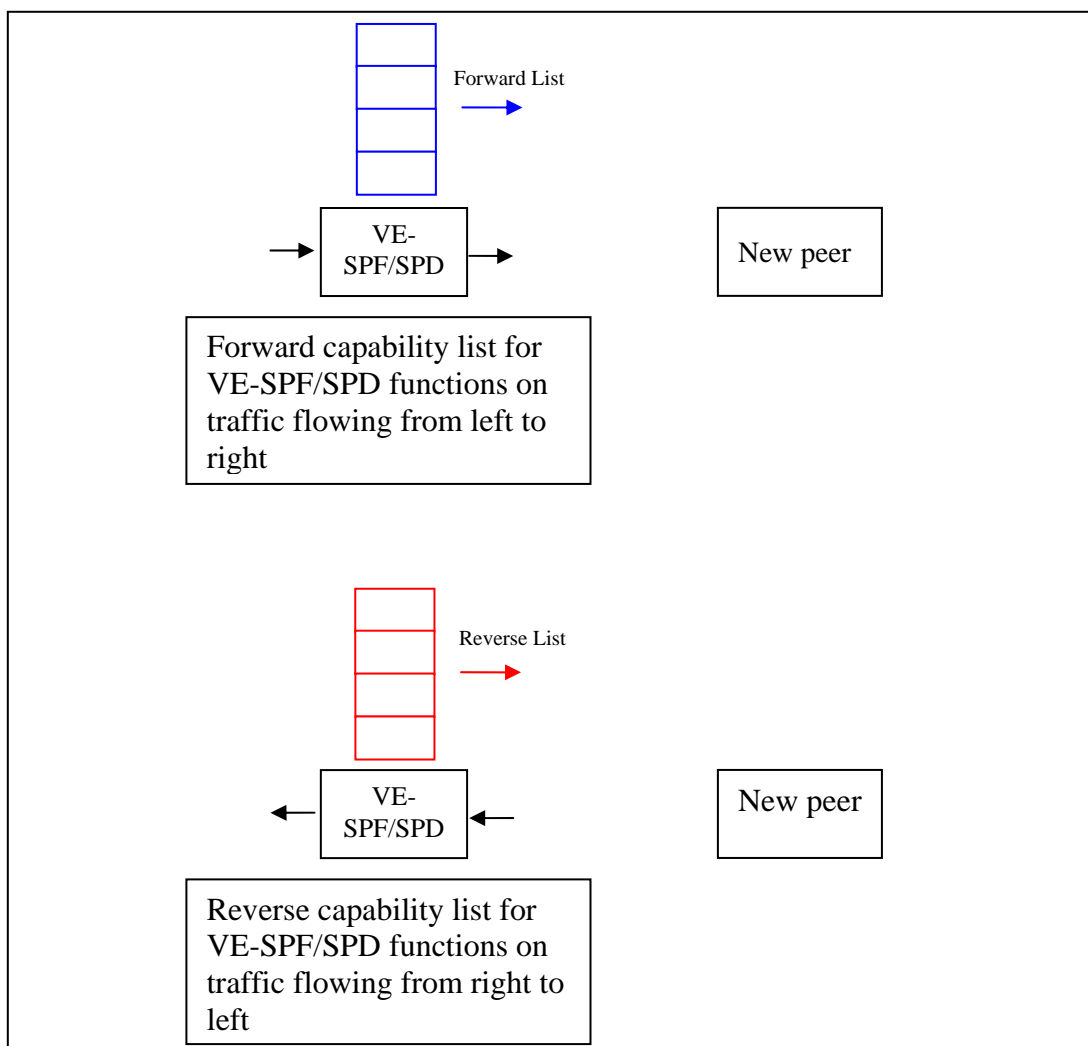 Forward List
VE-
SPF/SPD
New peer
Forward capability list for
VE-SPF/SPD functions on
traffic flowing from left to
right
Reverse List
VE-
SPF/SPD
New peer
Reverse capability list for
VE-SPF/SPD functions on
traffic flowing from right to
left